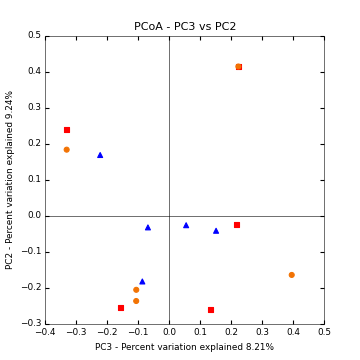 PCoA - PC3 vs PC2
0.5
0.4
0.3
0.2
0.1
0.0
−0.1
−0.2
−0.3
PC2 - Percent variation explained 9.24%
−0.4 −0.3 −0.2 −0.1 0.0 0.1 0.2 0.3 0.4 0.5
PC3 - Percent variation explained 8.21%